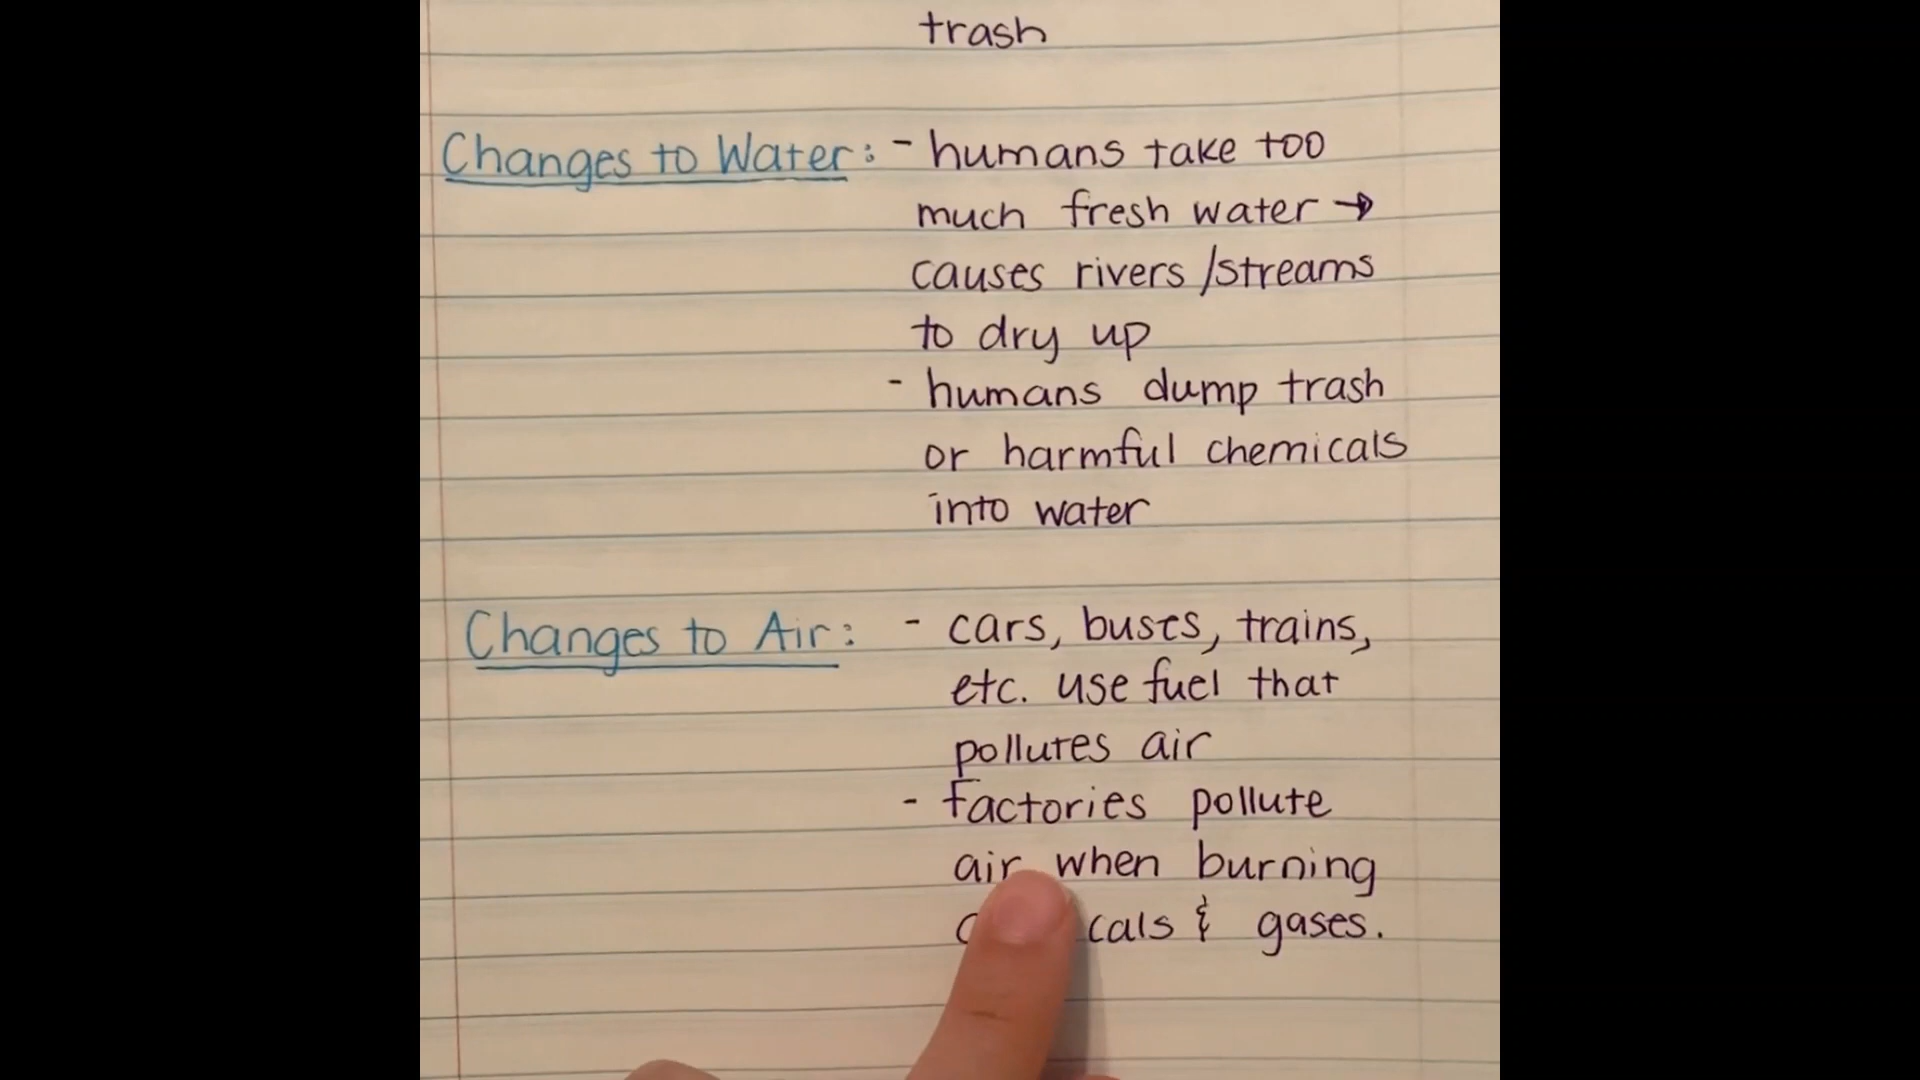 trash
Changes to Water: - humans take too
much fresh water →
causes rivers/streams
to dry up
- humans dump trash
or harmful chemicals
into water
Changes to Air: - cars, buses, trains,
etc. use fuel that
pollutes air
- factories pollute
air when burning
cals & gases.